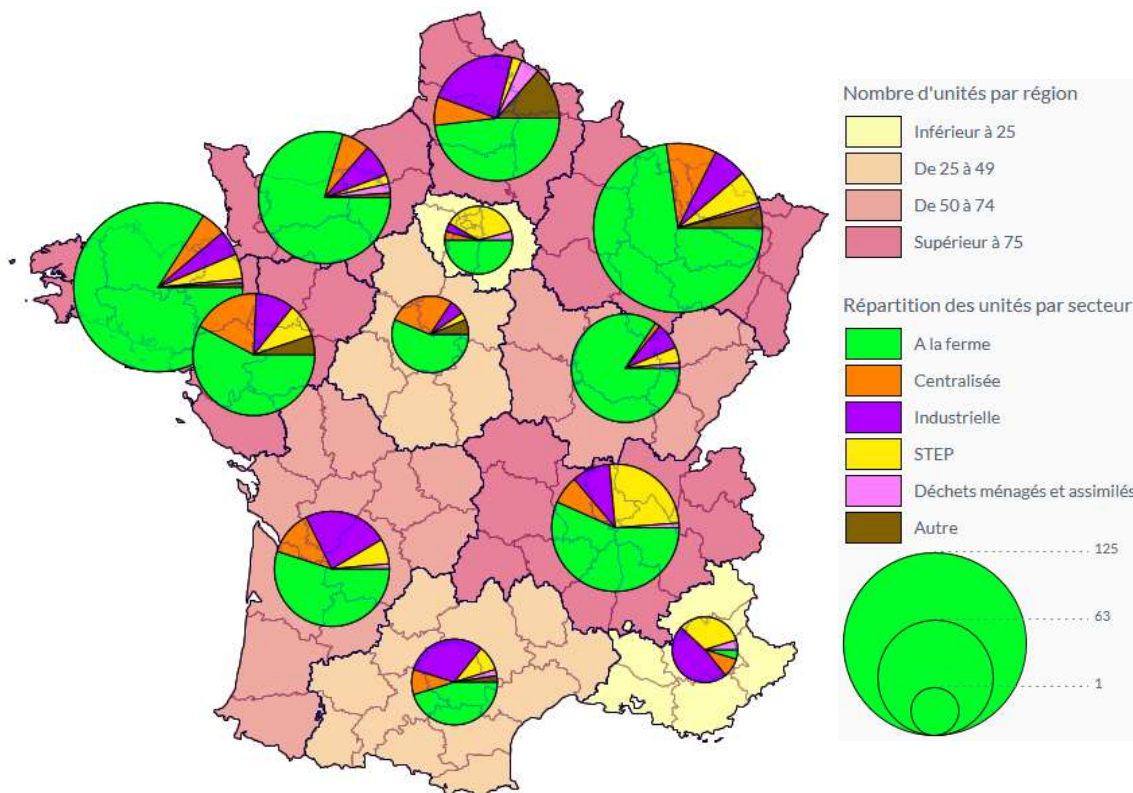 Nombre d'unités par région
Inférieur à 25
De 25 à 49
De 50 à 74
Supérieur à 75
Répartition des unités par secteur
A la ferme
Centralisée
Industrielle
STEP
Déchets ménagés et assimilés
Autre
125
63
1